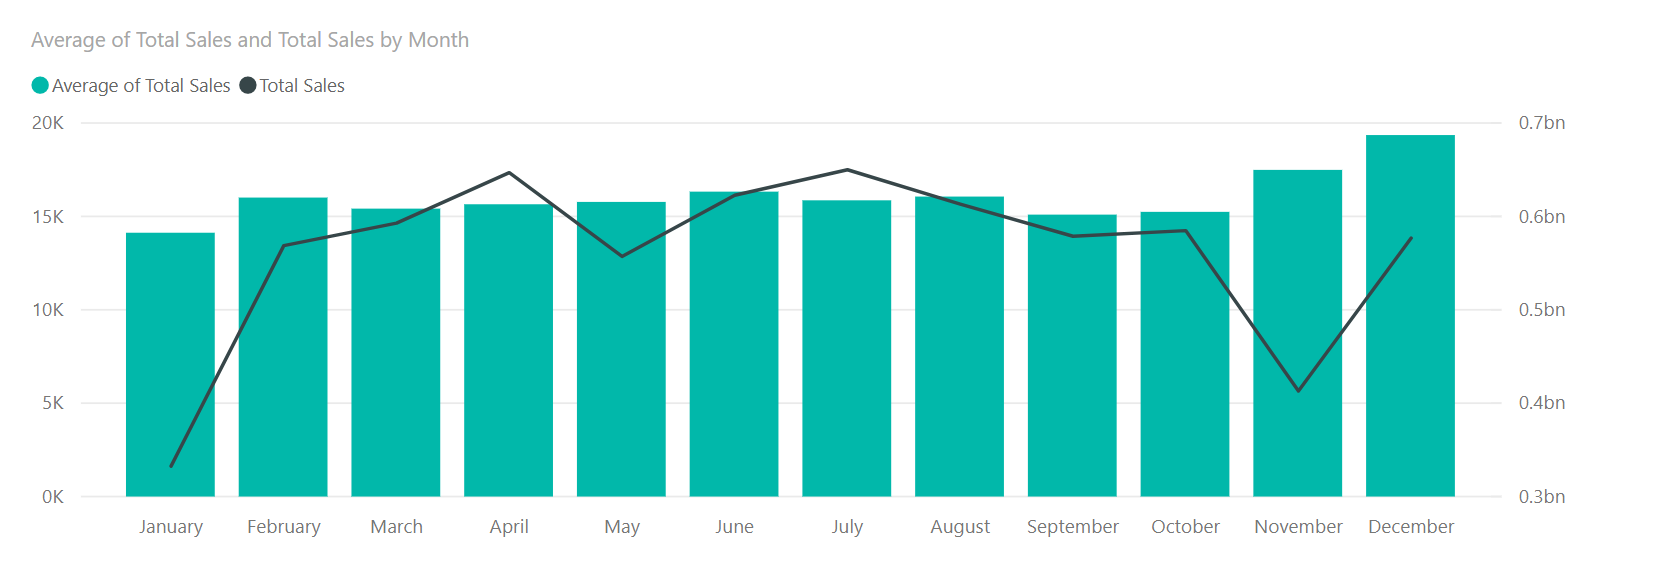 Average of Total Sales and Total Sales by Month
Average of Total Sales Total Sales
20K 0.7bn
15K 0.6bn
10K 0.5bn
5K 0.4bn
0K 0.3bn
January February March April May June July August September October November December